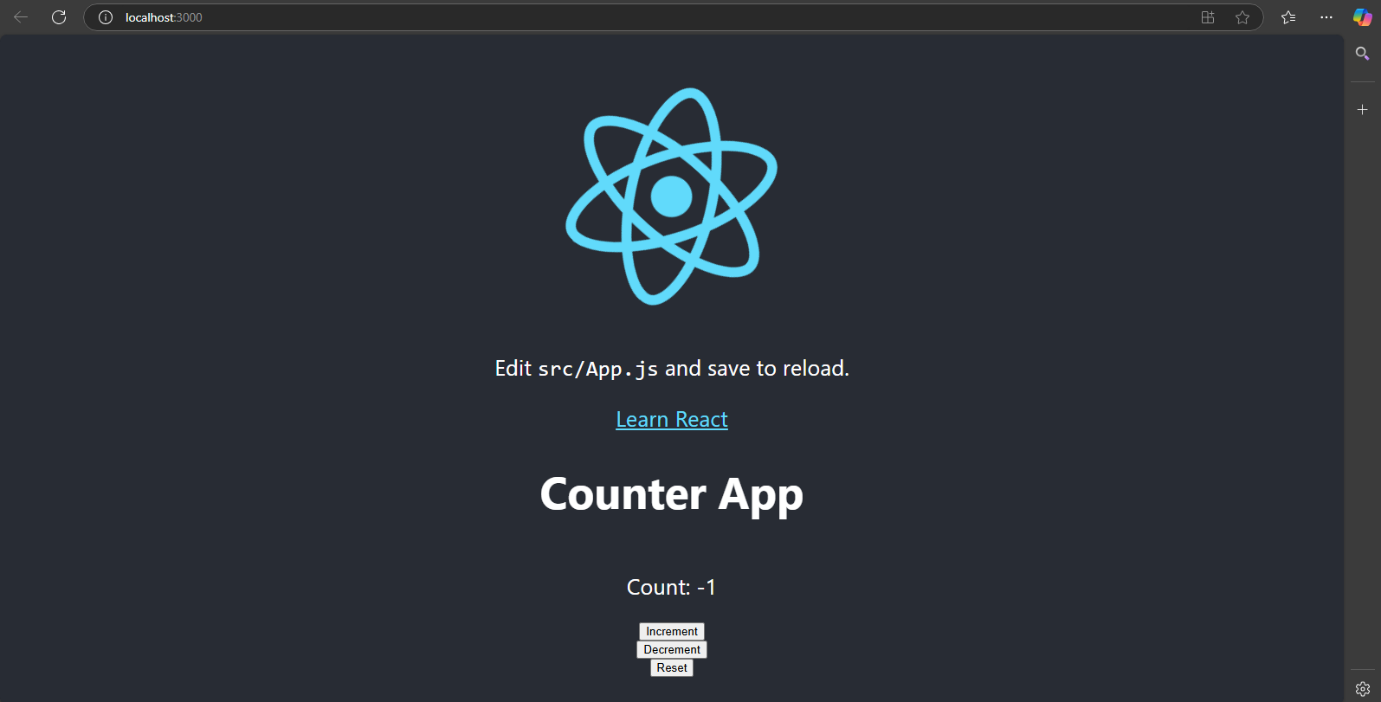 localhost:3000
Edit src/App.js and save to reload.
Learn React
Counter App
Count: -1
Increment
Decrement
Reset